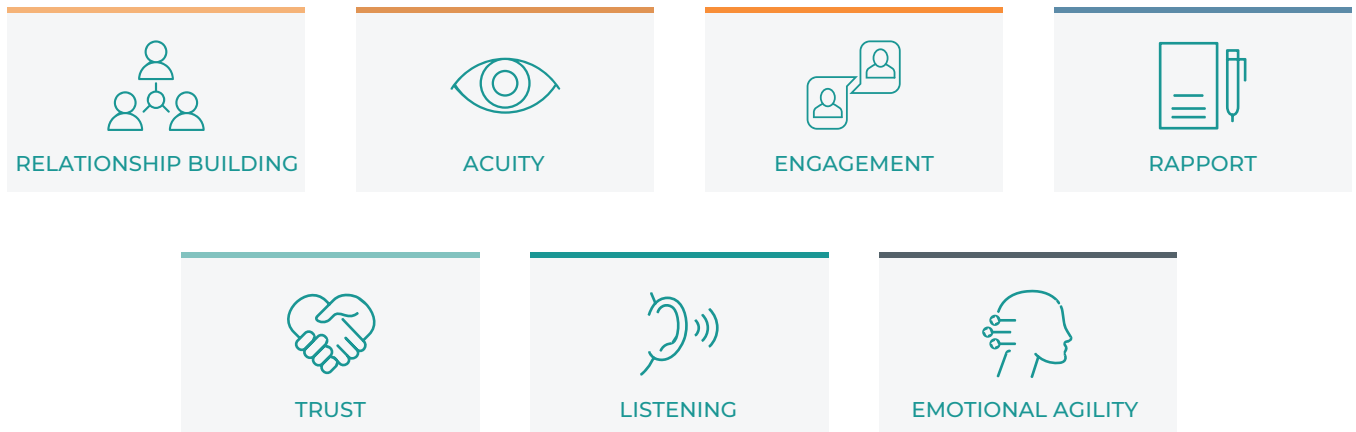 RELATIONSHIP BUILDING
ACUITY
ENGAGEMENT
RAPPORT
TRUST
LISTENING
EMOTIONAL AGILITY